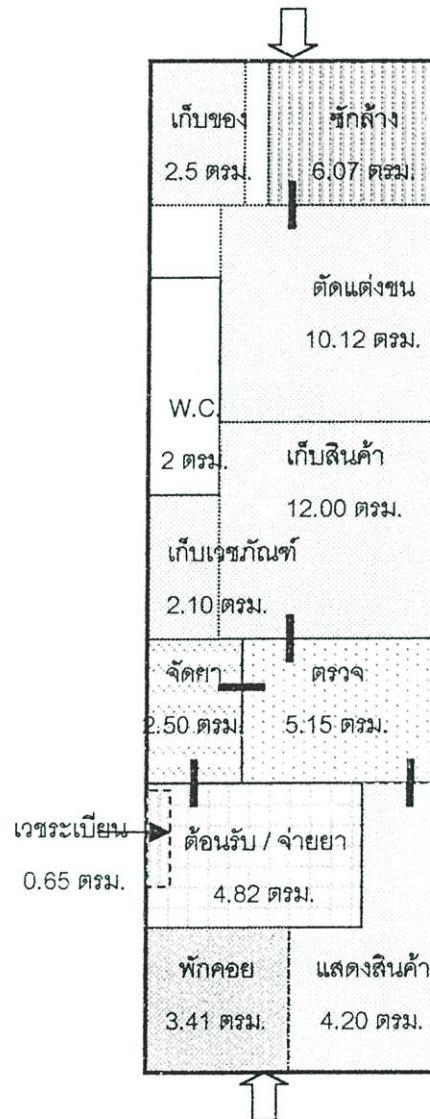 เก็บของ
2.5 ตรม.
ซักล้าง
6.07 ตรม.
ตัดแต่งขน
10.12 ตรม.
W.C.
2 ตรม.
เก็บสินค้า
12.00 ตรม.
เก็บเวชภัณฑ์
2.10 ตรม.
จัดยา
2.50 ตรม.
ตรวจ
5.15 ตรม.
เวชระเบียน
0.65 ตรม.
ต้อนรับ / จ่ายยา
4.82 ตรม.
พักคอย
3.41 ตรม.
แสดงสินค้า
4.20 ตรม.